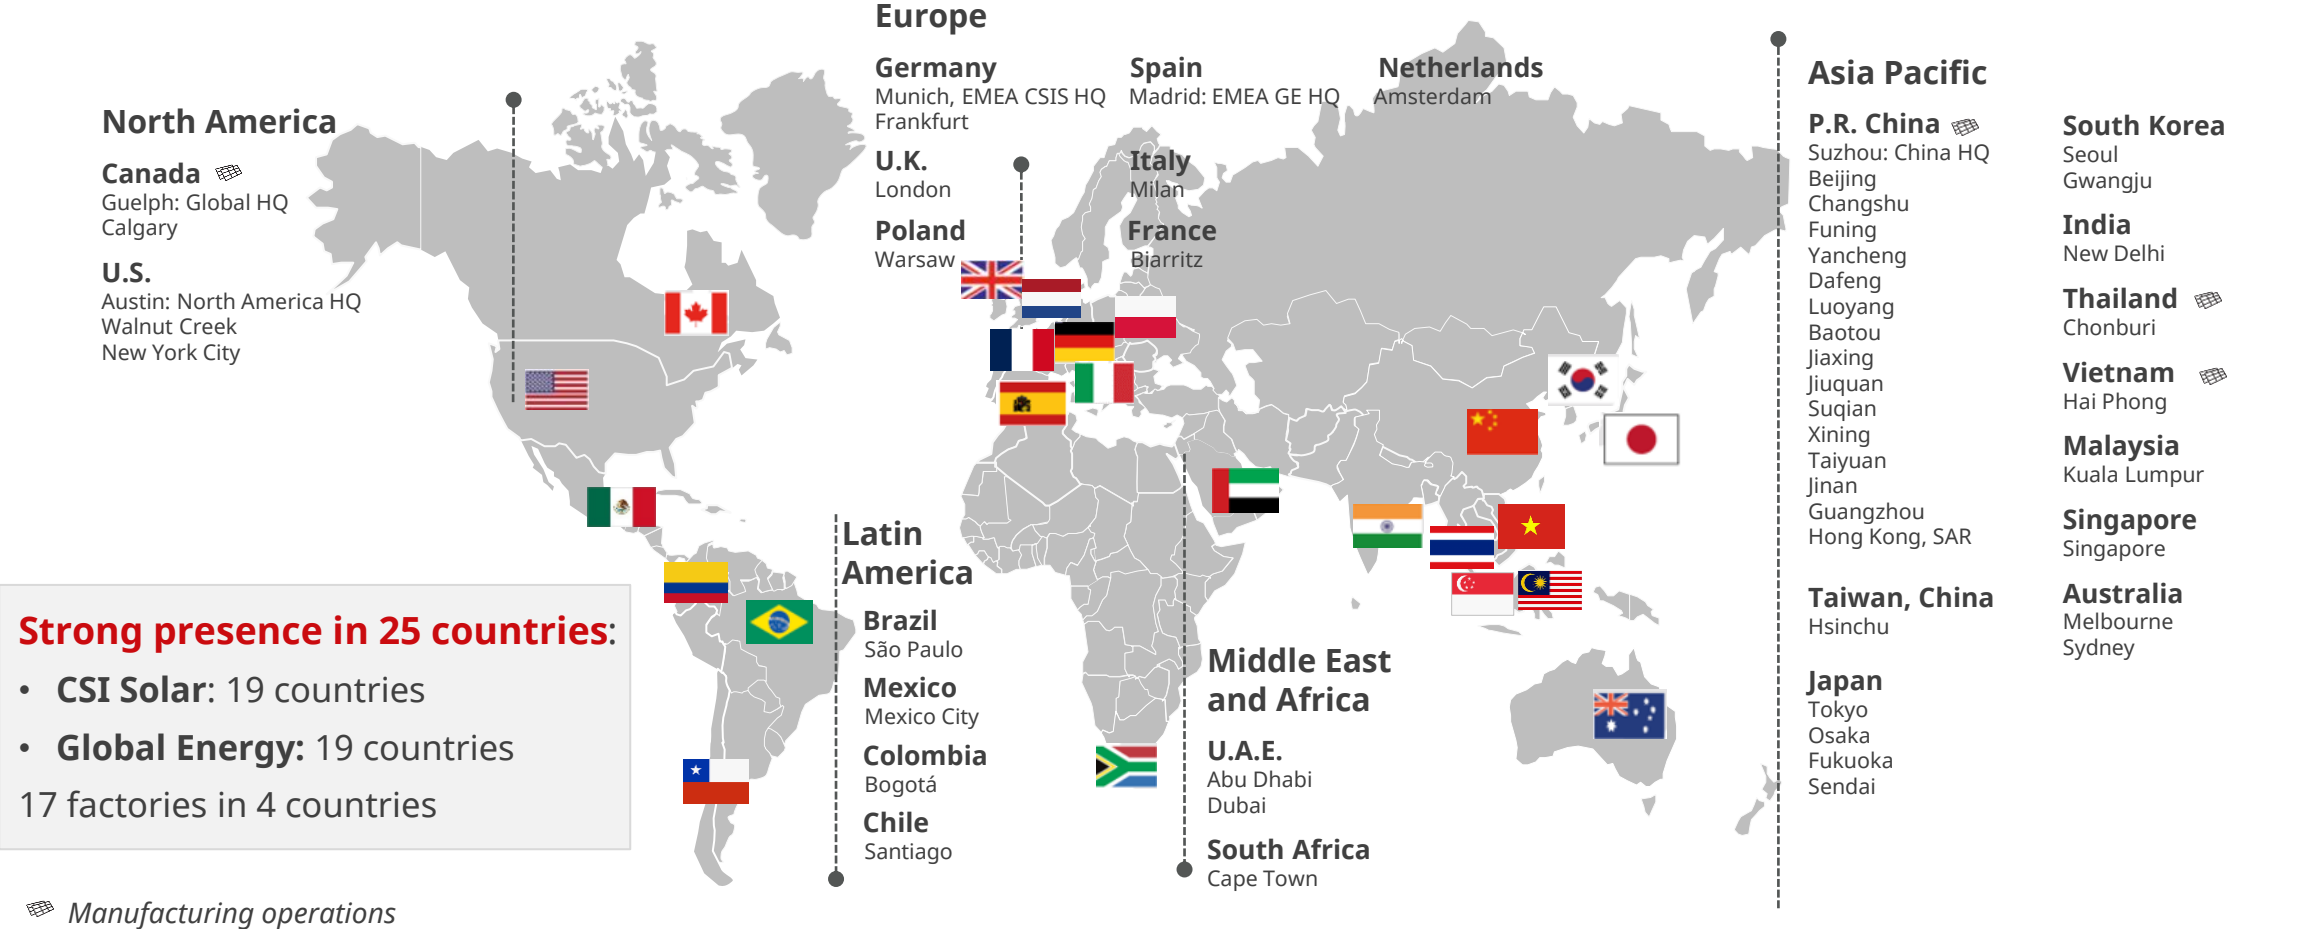 North America
Canada
Guelph: Global HQ
Calgary
U.S.
Austin: North America HQ
Walnut Creek
New York City
Europe
Germany
Munich, EMEA CSIS HQ
Frankfurt
U.K.
London
Poland
Warsaw
Spain
Madrid: EMEA GE HQ
Italy
Milan
France
Biarritz
Netherlands
Amsterdam
Latin
America
Brazil
São Paulo
Mexico
Mexico City
Colombia
Bogotá
Chile
Santiago
Middle East
and Africa
U.A.E.
Abu Dhabi
Dubai
South Africa
Cape Town
Asia Pacific
P.R. China
Suzhou: China HQ
Beijing
Changshu
Funing
Yancheng
Dafeng
Luoyang
Baotou
Jiaxing
Jiuquan
Suqian
Xining
Taiyuan
Jinan
Guangzhou
Hong Kong, SAR
Taiwan, China
Hsinchu
Japan
Tokyo
Osaka
Fukuoka
Sendai
South Korea
Seoul
Gwangju
India
New Delhi
Thailand
Chonburi
Vietnam
Hai Phong
Malaysia
Kuala Lumpur
Singapore
Singapore
Australia
Melbourne
Sydney
Strong presence in 25 countries:
• CSI Solar: 19 countries
• Global Energy: 19 countries
17 factories in 4 countries
Manufacturing operations